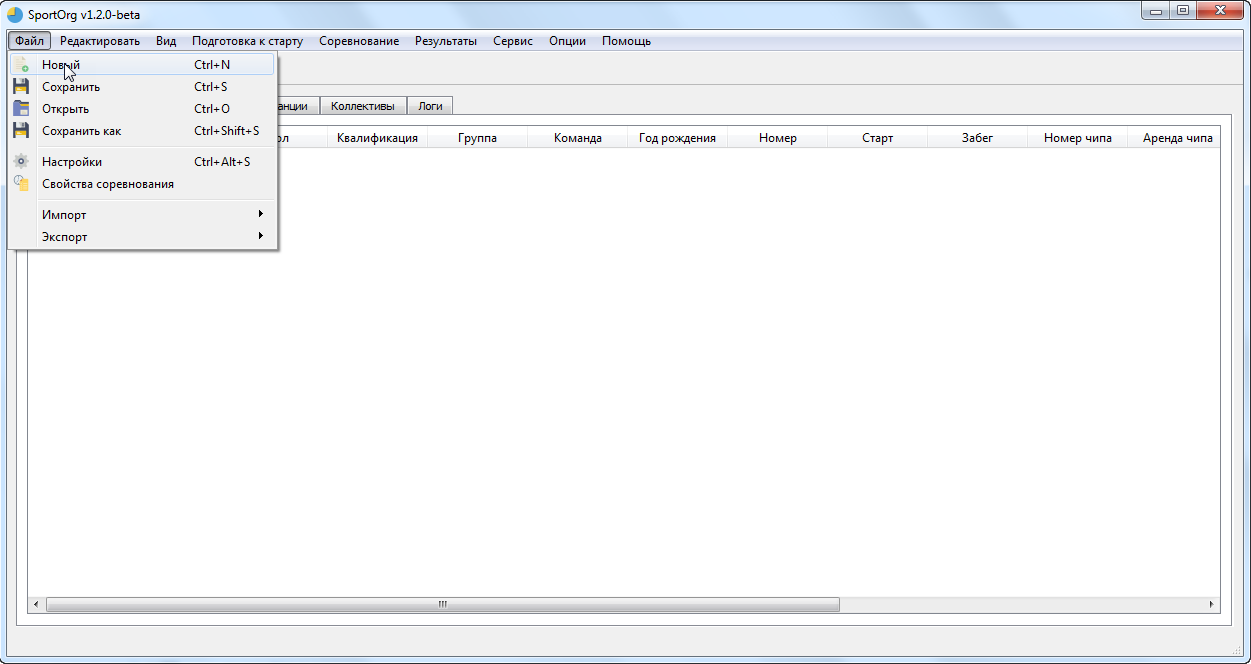 SportOrg v1.2.0-beta
Файл Редактировать Вид Подготовка к старту Соревнование Результаты Сервис Опции Помощь
Новый Ctrl+N
Сохранить Ctrl+S
Открыть Ctrl+O
анции Коллективы Логи
Сохранить как Ctrl+Shift+S
ол Квалификация Группа Команда Год рождения Номер Старт Забег Номер чипа Аренда чипа
Настройки Ctrl+Alt+S
Свойства соревнования
Импорт
Экспорт